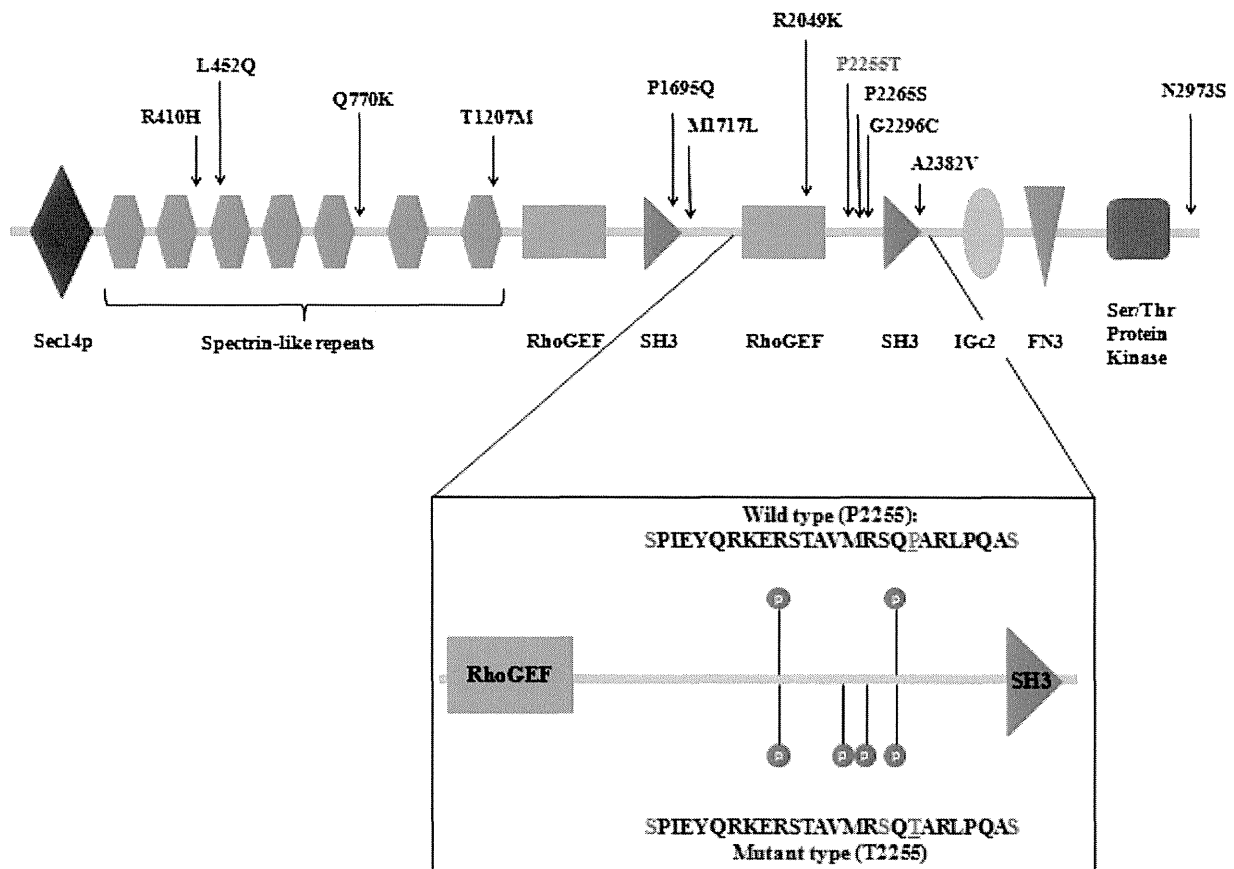 R2049K
L452Q
P2255T
P1695Q
P2265S
N2973S
Q770K
R410H
T1207M
M1717L
G2296C
A2382V
Sec14p
Spectrin-like repeats
RhoGEF
SH3
RhoGEF
SH3
IGc2
FN3
Ser/Thr
Protein
Kinase
Wild type (P2255):
SPIEYQRKERSTAVMRSQPARLPQAS
P P
RhoGEF
SH3
P P P P
SPIEYQRKERSTAVMRSQTARLPQAS
Mutant type (T2255)